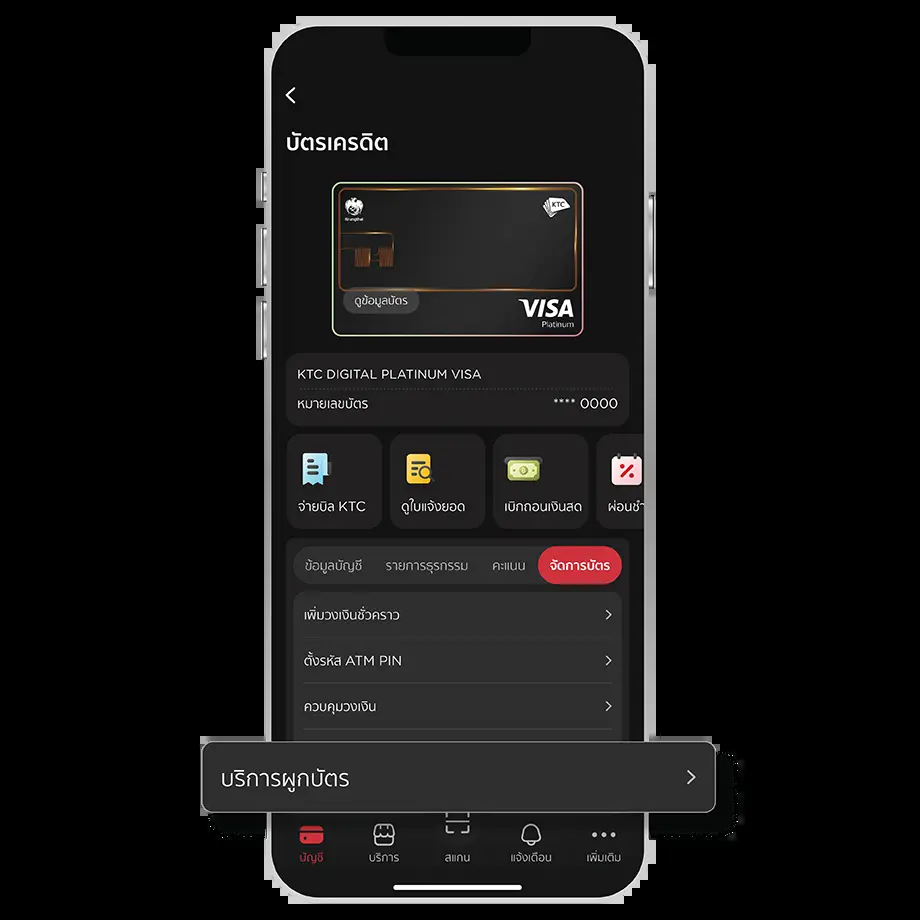 บัตรเครดิต
Krungthai
KTC
ดูข้อมูลบัตร
VISA
Platinum
KTC DIGITAL PLATINUM VISA
หมายเลขบัตร **** 0000
จ่ายบิล KTC ดูใบแจ้งยอด เบิกถอนเงินสด ผ่อนชำ
ข้อมูลบัญชี รายการธุรกรรม คะแนน จัดการบัตร
เพิ่มวงเงินชั่วคราว
ตั้งรหัส ATM PIN
ควบคุมวงเงิน
บริการผูกบัตร
บัญชี บริการ สแกน แจ้งเตือน เพิ่มเติม